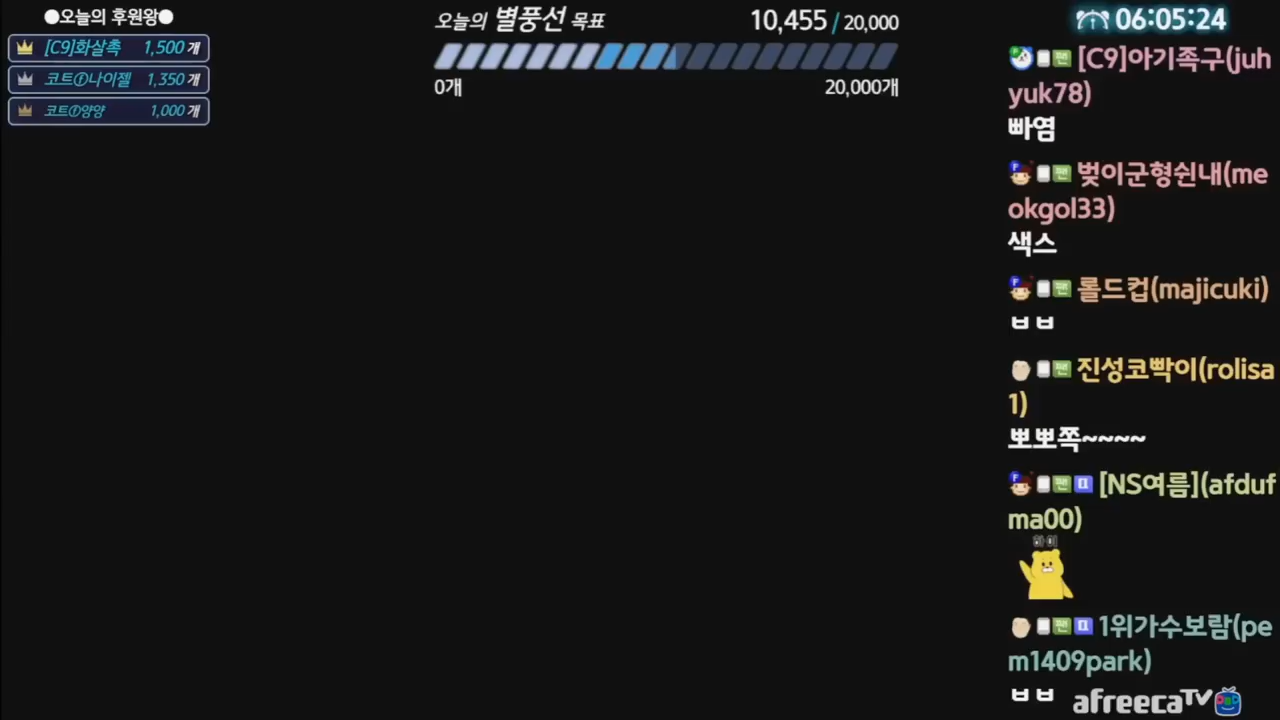 ●오늘의 후원왕●
[C9]화살촉 1,500 개
코트ⓕ나이젤 1,350 개
코트ⓕ양양 1,000 개
오늘의 별풍선 목표 10,455 / 20,000
0개 20,000개
06:05:24
팬 [C9]아기족구(juh
yuk78)
빠염
F 팬 벚이군형쉰내(me
okgol33)
색스
F 팬 롤드컵(majicuki)
ㅂㅂ
팬 진성코빡이(rolisa
1)
뽀뽀쪽~~~~
F 팬 [NS여름](afduf
ma00)
하이
팬 1위가수보람(pe
m1409park)
ㅂㅂ
afreecaTV